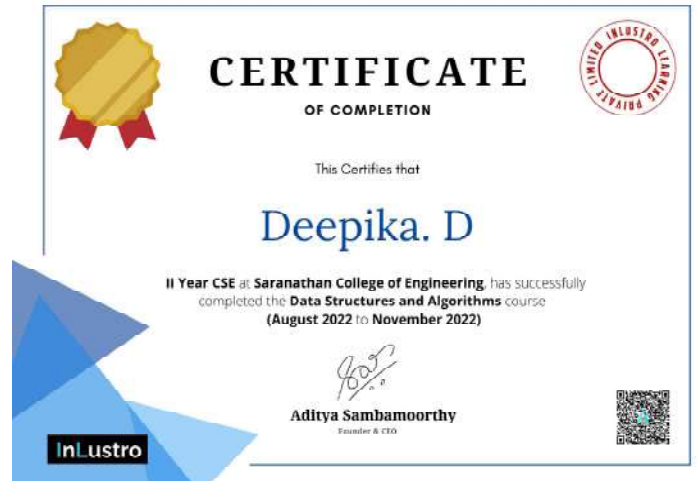 CERTIFICATE
OF COMPLETION
INLUSTRO LEARNING PRIVATE LIMITED
This Certifies that
Deepika. D
II Year CSE at Saranathan College of Engineering, has successfully
completed the Data Structures and Algorithms course
(August 2022 to November 2022)
Aditya Sambamoorthy
Founder & CEO
InLustro